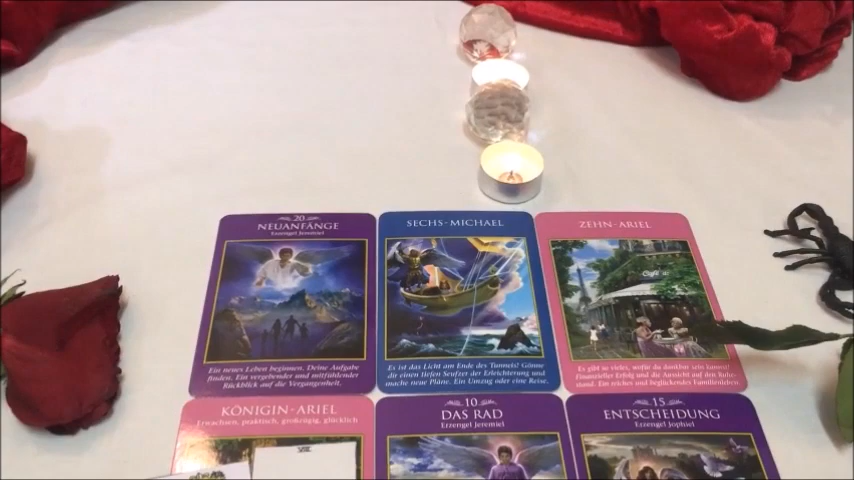 20
NEUANFÄNGE
Erzengel Jeremiel
Ein neues Leben beginnen. Deine Aufgabe
finden. Ein vergebender und mitfühlender
Rückblick auf die Vergangenheit.
SECHS-MICHAEL
Es ist das Licht am Ende des Tunnels! Gönne
dir einen tiefen Seufzer der Erleichterung und
mache neue Pläne. Ein Umzug oder eine Reise.
ZEHN-ARIEL
Café
Es gibt so vieles, wofür du dankbar sein kannst!
Finanzieller Erfolg und die Aussicht auf den Ruhe-
stand. Ein reiches und beglückendes Familienleben
KÖNIGIN-ARIEL
Erwachsen, praktisch, großzügig, glücklich
10
DAS RAD
Erzengel Jeremiel
15
ENTSCHEIDUNG
Erzengel Jophiel